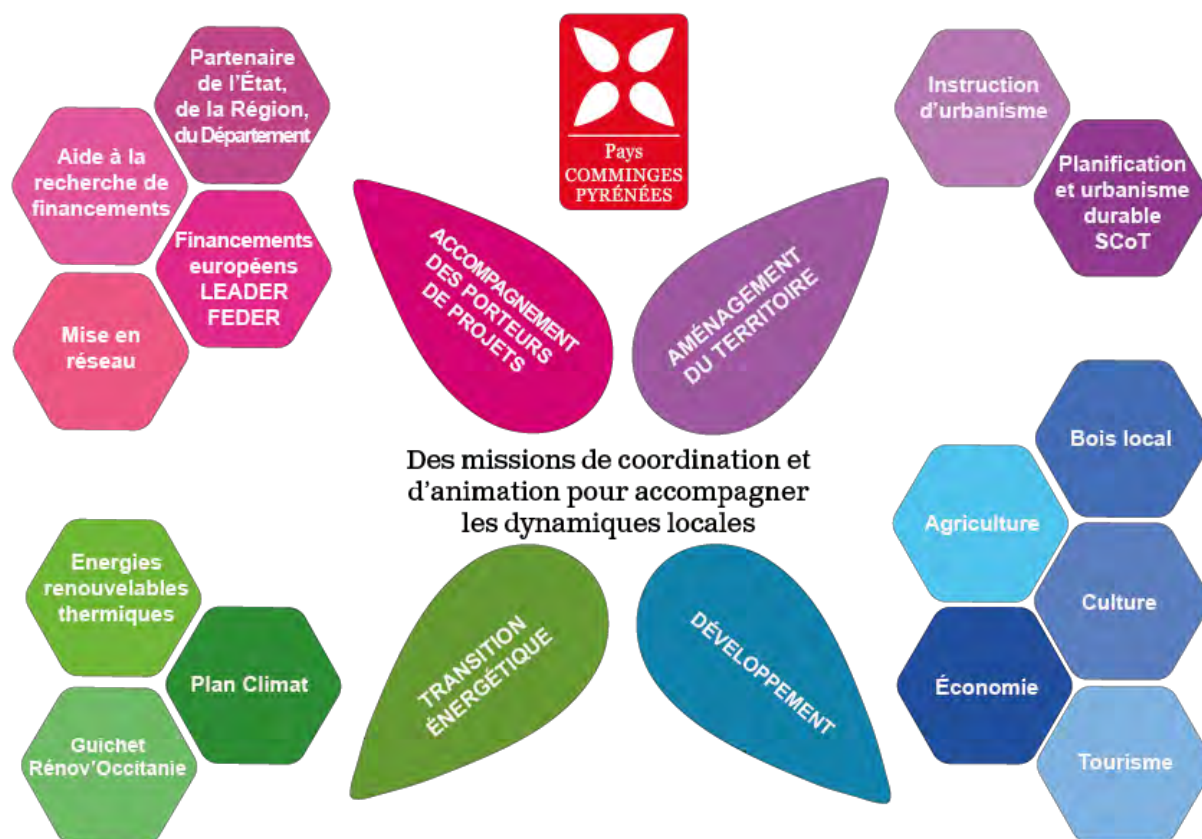 Partenaire
de l'État,
de la Région,
du Département
Aide à la
recherche de
financements
Financements
européens
LEADER
FEDER
Mise en
réseau
Pays
COMMINGES
PYRÉNÉES
Instruction
d'urbanisme
Planification
et urbanisme
durable
SCoT
ACCOMPAGNEMENT
DES PORTEURS
DE PROJETS
AMÉNAGEMENT
DU TERRITOIRE
Des missions de coordination et
d'animation pour accompagner
les dynamiques locales
Energies
renouvelables
thermiques
Plan Climat
Guichet
Rénov'Occitanie
TRANSITION
ÉNERGÉTIQUE
DÉVELOPPEMENT
Bois local
Agriculture
Culture
Économie
Tourisme